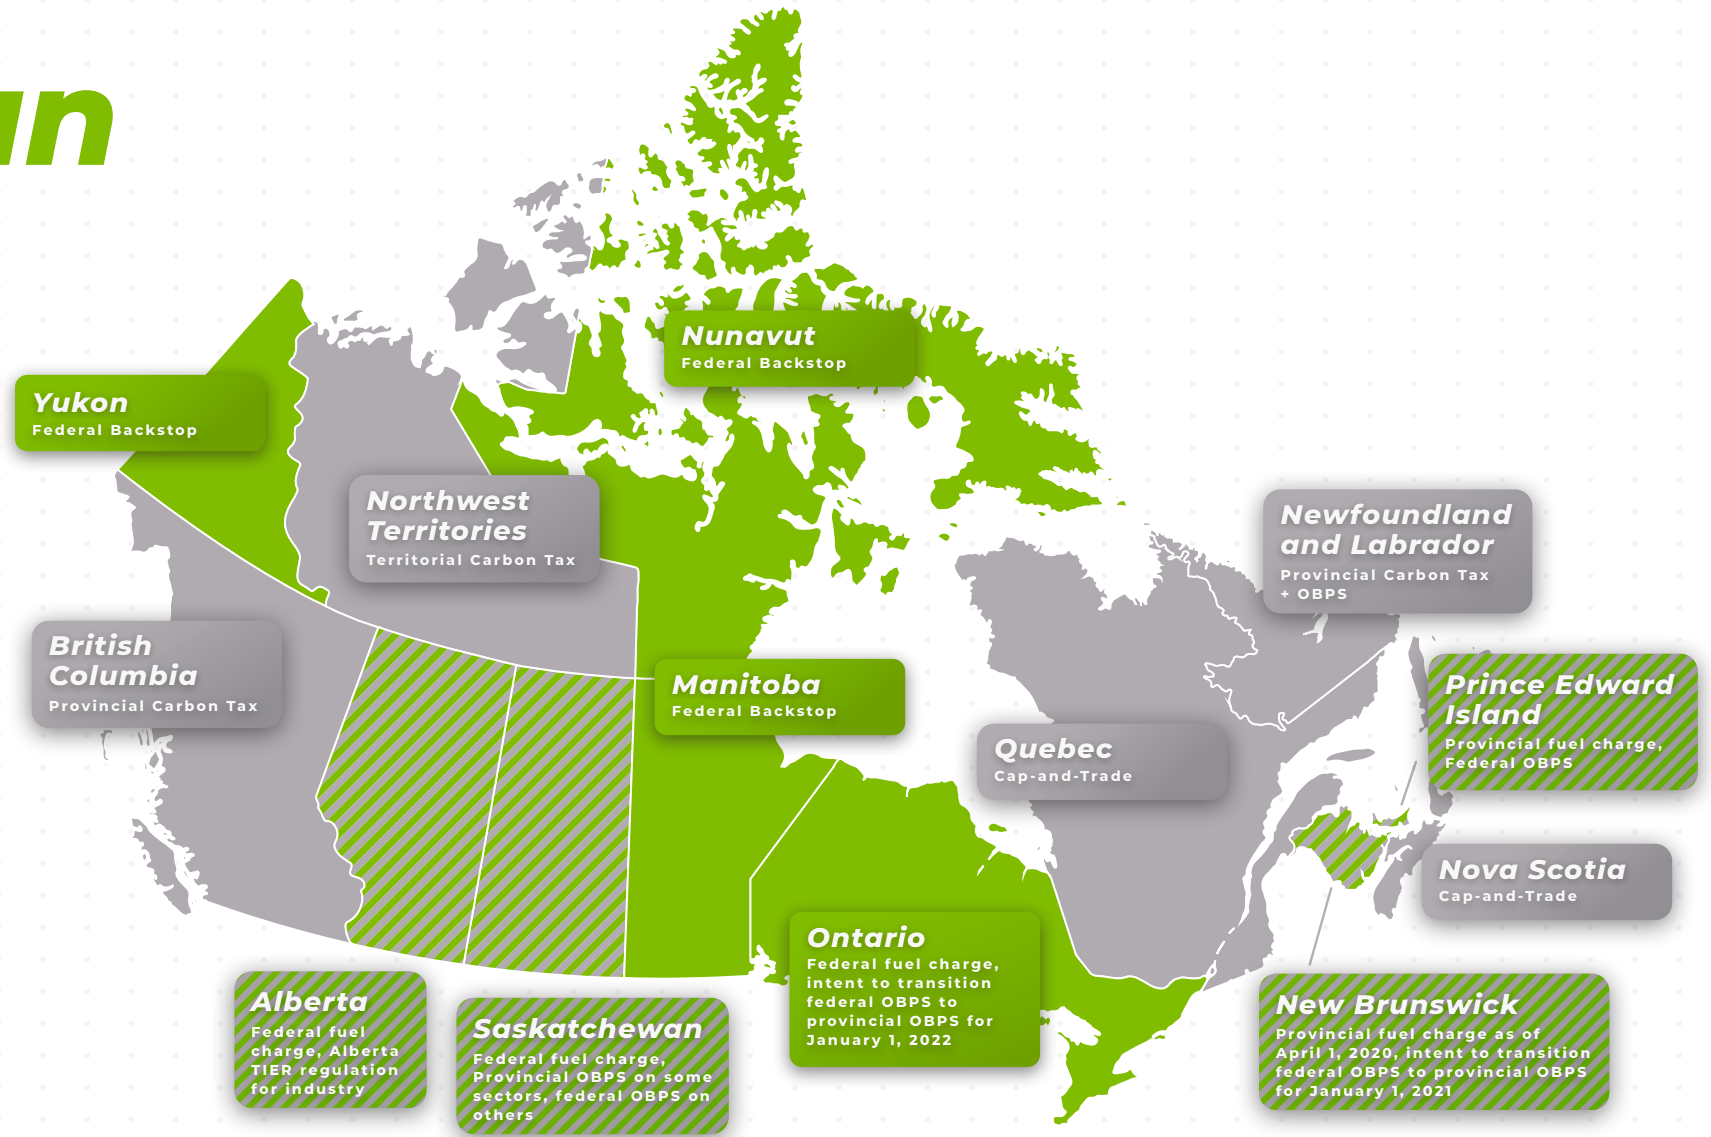 Nunavut
Federal Backstop
Yukon
Federal Backstop
Northwest
Territories
Territorial Carbon Tax
Newfoundland
and Labrador
Provincial Carbon Tax
+ OBPS
British
Columbia
Provincial Carbon Tax
Manitoba
Federal Backstop
Prince Edward
Island
Provincial fuel charge,
Federal OBPS
Quebec
Cap-and-Trade
Nova Scotia
Cap-and-Trade
Ontario
Federal fuel charge,
intent to transition
federal OBPS to
provincial OBPS for
January 1, 2022
Alberta
Federal fuel
charge, Alberta
TIER regulation
for industry
Saskatchewan
Federal fuel charge,
Provincial OBPS on some
sectors, federal OBPS on
others
New Brunswick
Provincial fuel charge as of
April 1, 2020, intent to transition
federal OBPS to provincial OBPS
for January 1, 2021